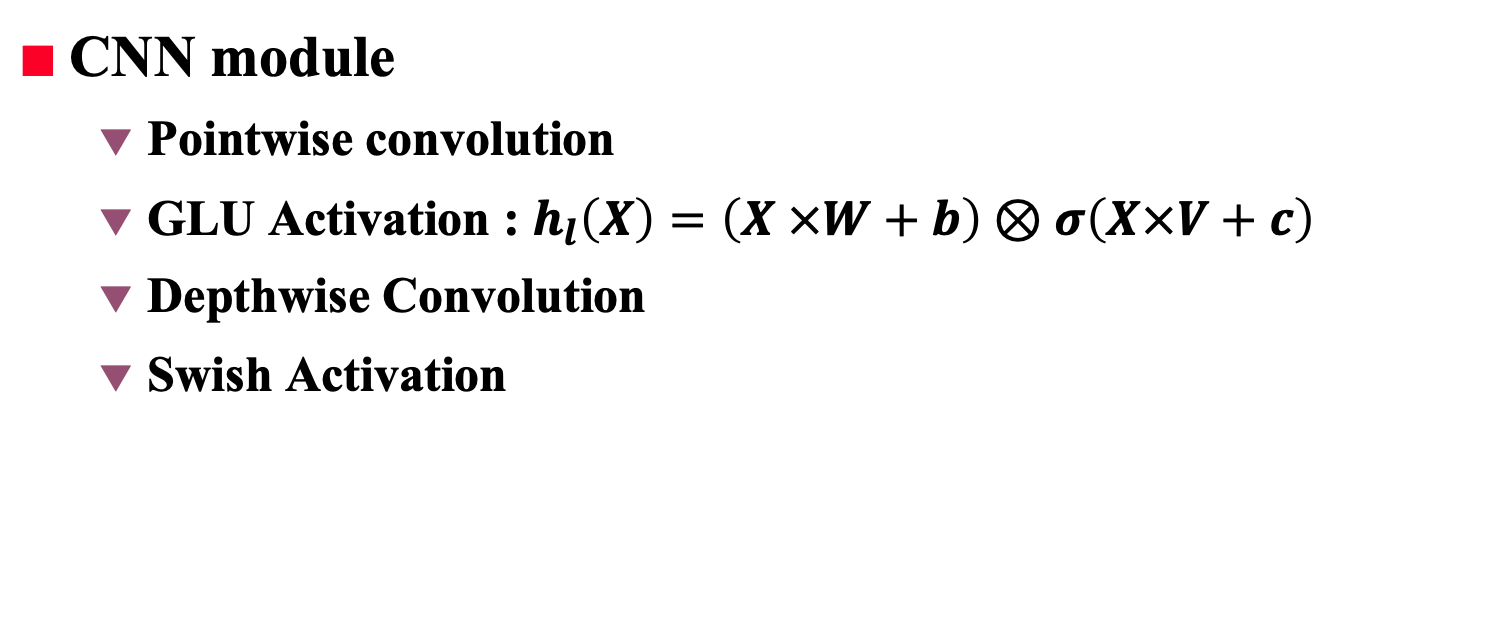 CNN module
Pointwise convolution
GLU Activation : h_l(X) = (X ×W + b) ⊗ σ(X×V + c)
Depthwise Convolution
Swish Activation